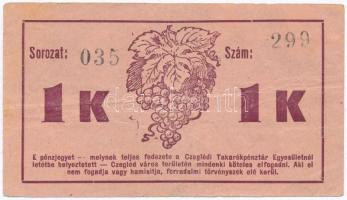 Sorozat: 035 Szám: 299
1 K 1 K
E pénzjegyet -- melynek teljes fedezete a Czeglédi Takarékpénztár Egyesületnél
letétbe helyeztetett — Czegléd város területén mindenki köteles elfogadni. Aki el
nem fogadja vagy hamisítja, forradalmi törvényszék elé kerül.